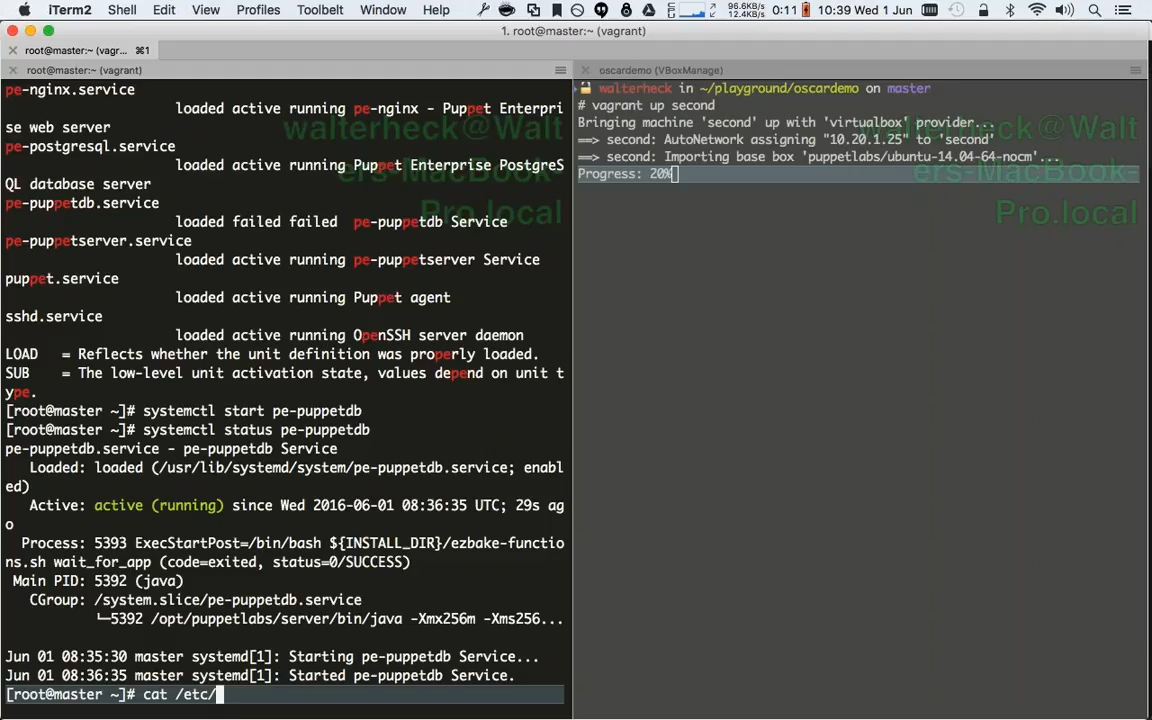 iTerm2 Shell Edit View Profiles Toolbelt Window Help 96.6KB/s 12.4KB/s 0:11 10:39 Wed 1 Jun
1. root@master:~ (vagrant)
root@master:~ (vagr... ⌘1
root@master:~ (vagrant)
pe-nginx.service
loaded active running pe-nginx - Puppet Enterpri
se web server
pe-postgresql.service
loaded active running Puppet Enterprise PostgreS
QL database server
pe-puppetdb.service
loaded failed failed pe-puppetdb Service
pe-puppetserver.service
loaded active running pe-puppetserver Service
puppet.service
loaded active running Puppet agent
sshd.service
loaded active running OpenSSH server daemon
LOAD = Reflects whether the unit definition was properly loaded.
SUB = The low-level unit activation state, values depend on unit t
ype.
[root@master ~]# systemctl start pe-puppetdb
[root@master ~]# systemctl status pe-puppetdb
pe-puppetdb.service - pe-puppetdb Service
Loaded: loaded (/usr/lib/systemd/system/pe-puppetdb.service; enabl
ed)
Active: active (running) since Wed 2016-06-01 08:36:35 UTC; 29s ag
o
Process: 5393 ExecStartPost=/bin/bash ${INSTALL_DIR}/ezbake-functio
ns.sh wait_for_app (code=exited, status=0/SUCCESS)
Main PID: 5392 (java)
CGroup: /system.slice/pe-puppetdb.service
└─5392 /opt/puppetlabs/server/bin/java -Xmx256m -Xms256...
Jun 01 08:35:30 master systemd[1]: Starting pe-puppetdb Service...
Jun 01 08:36:35 master systemd[1]: Started pe-puppetdb Service.
[root@master ~]# cat /etc/
walterheck@Walt
ers-MacBook-
Pro.local
oscardemo (VBoxManage)
walterheck in ~/playground/oscardemo on master
# vagrant up second
Bringing machine 'second' up with 'virtualbox' provider...
==> second: AutoNetwork assigning "10.20.1.25" to 'second'
==> second: Importing base box 'puppetlabs/ubuntu-14.04-64-nocm'...
Progress: 20%
walterheck@Walt
ers-MacBook-
Pro.local